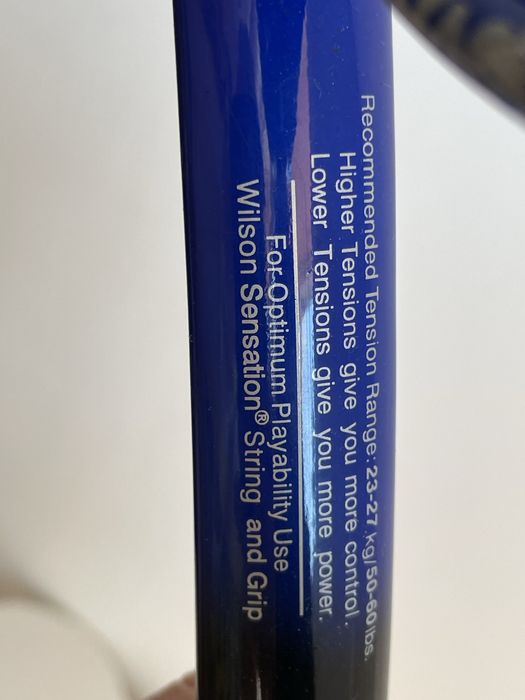 Recommended Tension Range: 23-27 kg/50-60 lbs.
Higher Tensions give you more control.
Lower Tensions give you more power.
For Optimum Playability Use
Wilson Sensation® String and Grip